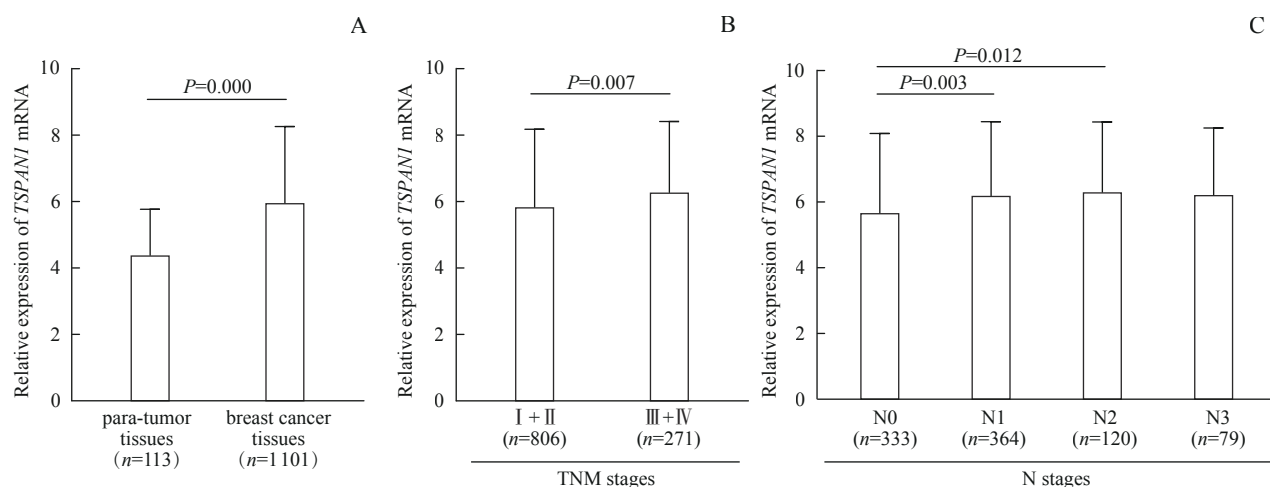 A
Relative expression of TSPAN1 mRNA
10
8
6
4
2
0
P=0.000
para-tumor
tissues
(n=113)
breast cancer
tissues
(n=1 101)
B
Relative expression of TSPAN1 mRNA
10
8
6
4
2
0
P=0.007
Ⅰ+Ⅱ
(n=806)
Ⅲ+Ⅳ
(n=271)
TNM stages
C
Relative expression of TSPAN1 mRNA
10
8
6
4
2
0
P=0.012
P=0.003
N0
(n=333)
N1
(n=364)
N2
(n=120)
N3
(n=79)
N stages